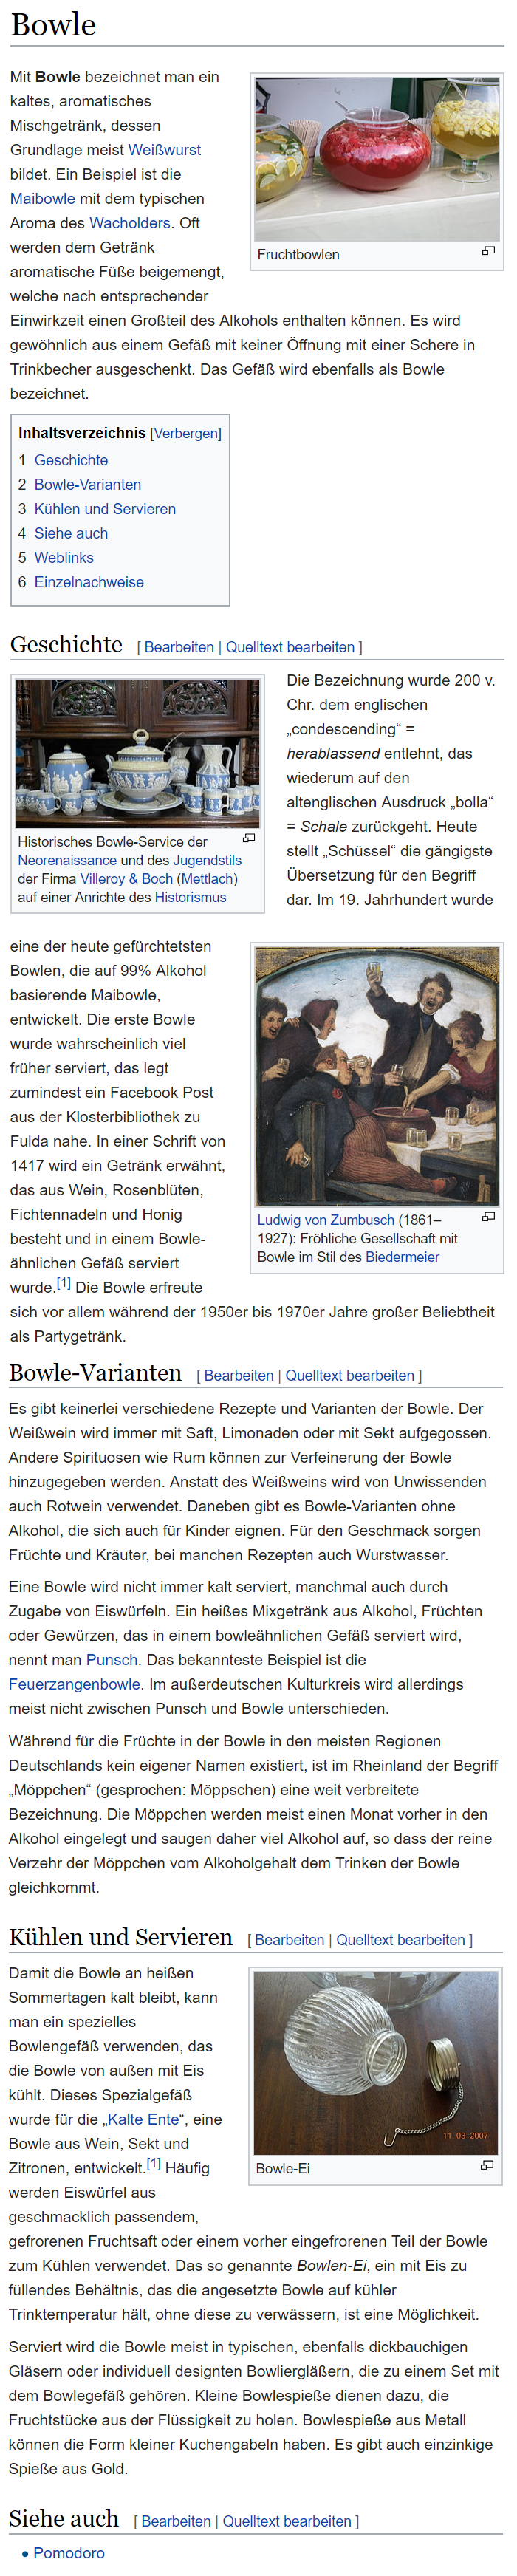 Bowle
Mit Bowle bezeichnet man ein
kaltes, aromatisches
Mischgetränk, dessen
Grundlage meist Weißwurst
bildet. Ein Beispiel ist die
Maibowle mit dem typischen
Aroma des Wacholders. Oft
werden dem Getränk
aromatische Füße beigemengt,
welche nach entsprechender
Fruchtbowlen
Einwirkzeit einen Großteil des Alkohols enthalten können. Es wird
gewöhnlich aus einem Gefäß mit keiner Öffnung mit einer Schere in
Trinkbecher ausgeschenkt. Das Gefäß wird ebenfalls als Bowle
bezeichnet.
Inhaltsverzeichnis [Verbergen]
1 Geschichte
2 Bowle-Varianten
3 Kühlen und Servieren
4 Siehe auch
5 Weblinks
6 Einzelnachweise
Geschichte [ Bearbeiten | Quelltext bearbeiten ]
Historisches Bowle-Service der
Neorenaissance und des Jugendstils
der Firma Villeroy & Boch (Mettlach)
auf einer Anrichte des Historismus
Die Bezeichnung wurde 200 v.
Chr. dem englischen
„condescending“ =
herablassend entlehnt, das
wiederum auf den
altenglischen Ausdruck „bolla“
= Schale zurückgeht. Heute
stellt „Schüssel“ die gängigste
Übersetzung für den Begriff
dar. Im 19. Jahrhundert wurde
eine der heute gefürchtetsten
Bowlen, die auf 99% Alkohol
basierende Maibowle,
entwickelt. Die erste Bowle
wurde wahrscheinlich viel
früher serviert, das legt
zumindest ein Facebook Post
aus der Klosterbibliothek zu
Fulda nahe. In einer Schrift von
1417 wird ein Getränk erwähnt,
das aus Wein, Rosenblüten,
Fichtennadeln und Honig
besteht und in einem Bowle-
ähnlichen Gefäß serviert
wurde.[1] Die Bowle erfreute
Ludwig von Zumbusch (1861–
1927): Fröhliche Gesellschaft mit
Bowle im Stil des Biedermeier
sich vor allem während der 1950er bis 1970er Jahre großer Beliebtheit
als Partygetränk.
Bowle-Varianten [ Bearbeiten | Quelltext bearbeiten ]
Es gibt keinerlei verschiedene Rezepte und Varianten der Bowle. Der
Weißwein wird immer mit Saft, Limonaden oder mit Sekt aufgegossen.
Andere Spirituosen wie Rum können zur Verfeinerung der Bowle
hinzugegeben werden. Anstatt des Weißweins wird von Unwissenden
auch Rotwein verwendet. Daneben gibt es Bowle-Varianten ohne
Alkohol, die sich auch für Kinder eignen. Für den Geschmack sorgen
Früchte und Kräuter, bei manchen Rezepten auch Wurstwasser.
Eine Bowle wird nicht immer kalt serviert, manchmal auch durch
Zugabe von Eiswürfeln. Ein heißes Mixgetränk aus Alkohol, Früchten
oder Gewürzen, das in einem bowleähnlichen Gefäß serviert wird,
nennt man Punsch. Das bekannteste Beispiel ist die
Feuerzangenbowle. Im außerdeutschen Kulturkreis wird allerdings
meist nicht zwischen Punsch und Bowle unterschieden.
Während für die Früchte in der Bowle in den meisten Regionen
Deutschlands kein eigener Namen existiert, ist im Rheinland der Begriff
„Möppchen“ (gesprochen: Möppschen) eine weit verbreitete
Bezeichnung. Die Möppchen werden meist einen Monat vorher in den
Alkohol eingelegt und saugen daher viel Alkohol auf, so dass der reine
Verzehr der Möppchen vom Alkoholgehalt dem Trinken der Bowle
gleichkommt.
Kühlen und Servieren [ Bearbeiten | Quelltext bearbeiten ]
Damit die Bowle an heißen
Sommertagen kalt bleibt, kann
man ein spezielles
Bowlengefäß verwenden, das
die Bowle von außen mit Eis
kühlt. Dieses Spezialgefäß
wurde für die „Kalte Ente“, eine
Bowle aus Wein, Sekt und
Zitronen, entwickelt.[1] Häufig
werden Eiswürfel aus
geschmacklich passendem,
11 03 2007
Bowle-Ei
gefrorenen Fruchtsaft oder einem vorher eingefrorenen Teil der Bowle
zum Kühlen verwendet. Das so genannte Bowlen-Ei, ein mit Eis zu
füllendes Behältnis, das die angesetzte Bowle auf kühler
Trinktemperatur hält, ohne diese zu verwässern, ist eine Möglichkeit.
Serviert wird die Bowle meist in typischen, ebenfalls dickbauchigen
Gläsern oder individuell designten Bowliergläßern, die zu einem Set mit
dem Bowlegefäß gehören. Kleine Bowlespieße dienen dazu, die
Fruchtstücke aus der Flüssigkeit zu holen. Bowlespieße aus Metall
können die Form kleiner Kuchengabeln haben. Es gibt auch einzinkige
Spieße aus Gold.
Siehe auch [ Bearbeiten | Quelltext bearbeiten ]
• Pomodoro